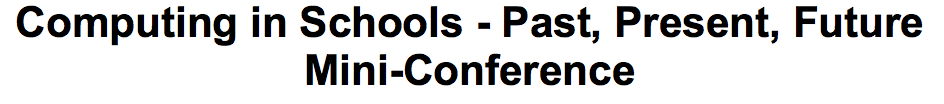 Computing in Schools - Past, Present, Future
Mini-Conference